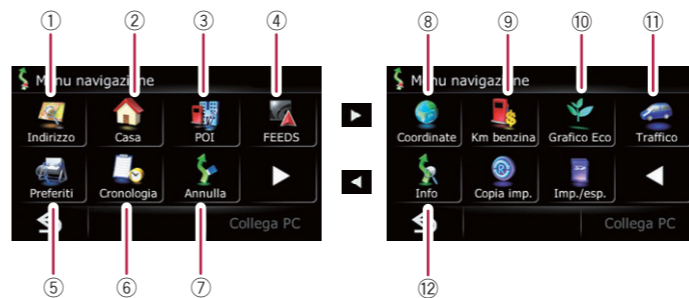 ① ② ③ ④ ⑧ ⑨ ⑩ ⑪
Menu navigazione
Indirizzo Casa POI FEEDS
Preferiti Cronologia Annulla
Collega PC
Menu navigazione
Coordinate Km benzina Grafico Eco Traffico
Info Copia imp. Imp./esp.
Collega PC
⑤ ⑥ ⑦ ⑫